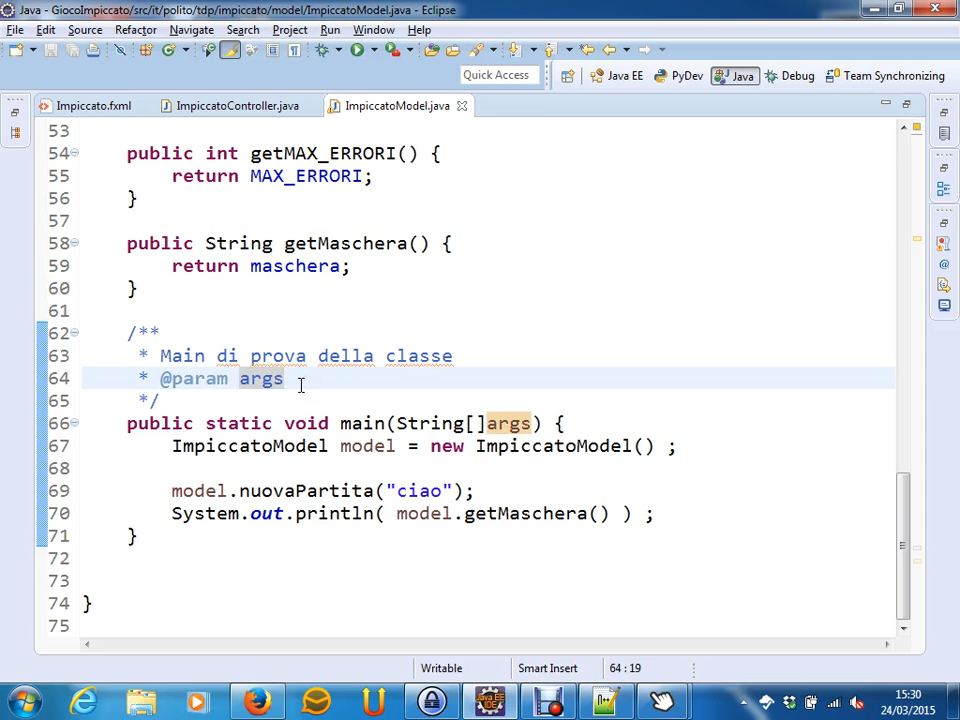 Java - GiocoImpiccato/src/it/polito/tdp/impiccato/model/ImpiccatoModel.java - Eclipse
File Edit Source Refactor Navigate Search Project Run Window Help
Quick Access Java EE PyDev Java Debug Team Synchronizing
Impiccato.fxml ImpiccatoController.java ImpiccatoModel.java
53
54 public int getMAX_ERRORI() {
55 return MAX_ERRORI;
56 }
57
58 public String getMaschera() {
59 return maschera;
60 }
61
62 /**
63 * Main di prova della classe
64 * @param args
65 */
66 public static void main(String[]args) {
67 ImpiccatoModel model = new ImpiccatoModel() ;
68
69 model.nuovaPartita("ciao");
70 System.out.println( model.getMaschera() ) ;
71 }
72
73
74 }
75
Writable Smart Insert 64 : 19
15:30
24/03/2015